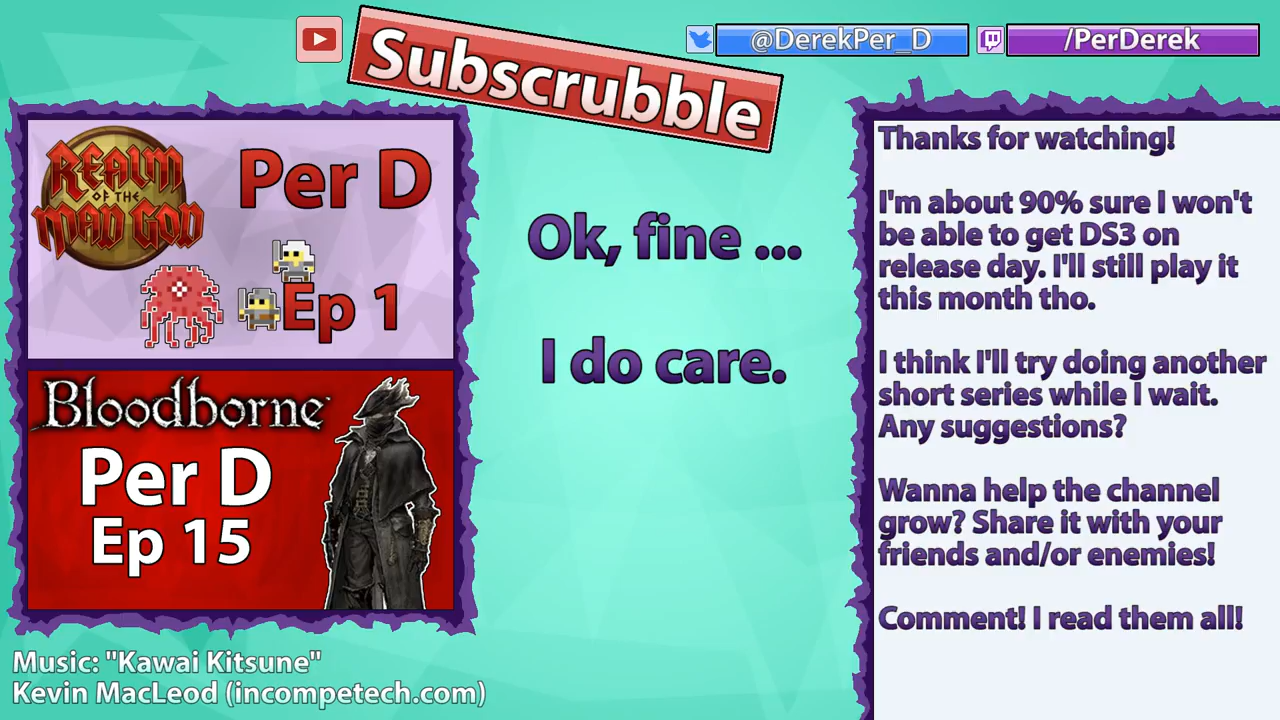 Subscrubble
@DerekPer_D
/PerDerek
REALM
OF THE
MAD GOD
Per D
Ep 1
Bloodborne
Per D
Ep 15
Ok, fine ...
I do care.
Thanks for watching!
I'm about 90% sure I won't
be able to get DS3 on
release day. I'll still play it
this month tho.
I think I'll try doing another
short series while I wait.
Any suggestions?
Wanna help the channel
grow? Share it with your
friends and/or enemies!
Comment! I read them all!
Music: "Kawai Kitsune"
Kevin MacLeod (incompetech.com)